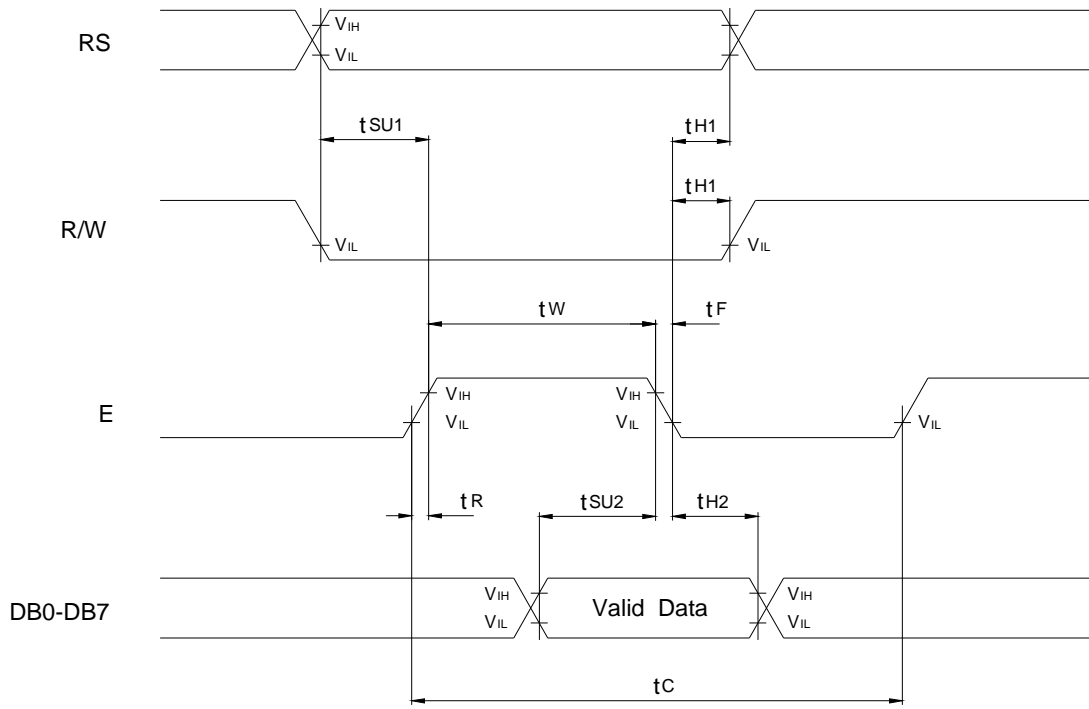 RS
VIH
VIL
tSU1
tH1
tH1
R/W
VIL
VIL
tW
tF
E
VIH
VIL
VIH
VIL
VIL
tR
tSU2
tH2
DB0-DB7
VIH
VIL
Valid Data
VIH
VIL
tC